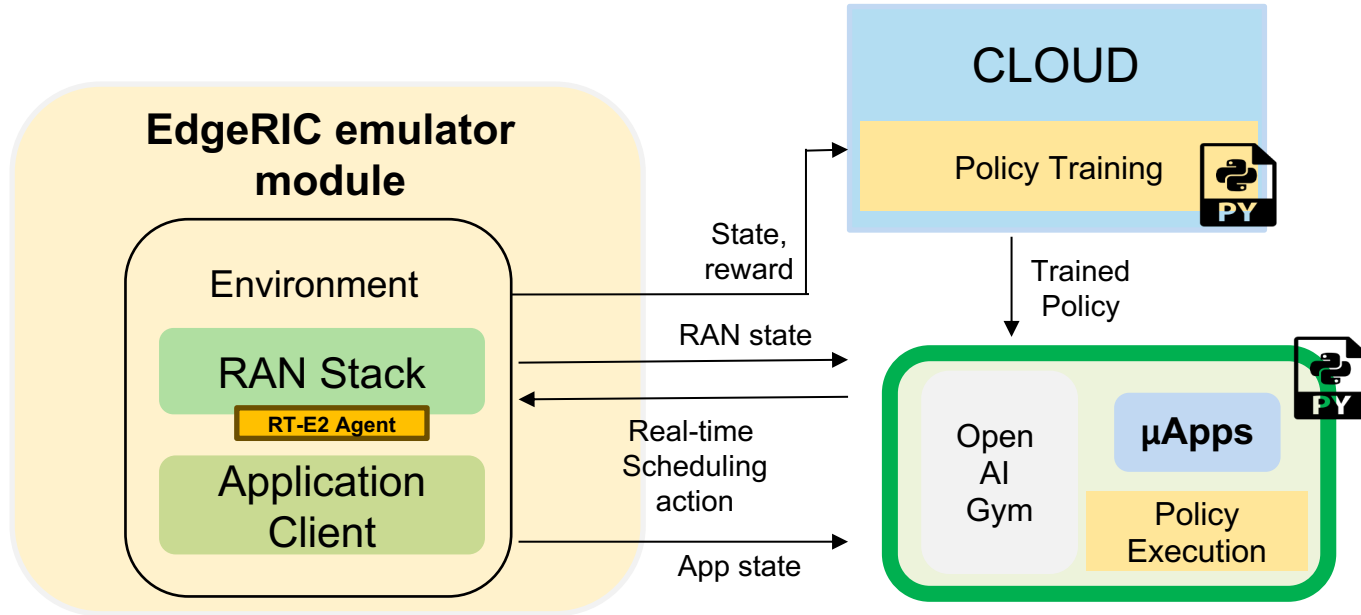 EdgeRIC emulator
module
Environment
RAN Stack
RT-E2 Agent
Application
Client
State,
reward
RAN state
Real-time
Scheduling
action
App state
CLOUD
Policy Training
PY
Trained
Policy
PY
Open
AI
Gym
µApps
Policy
Execution